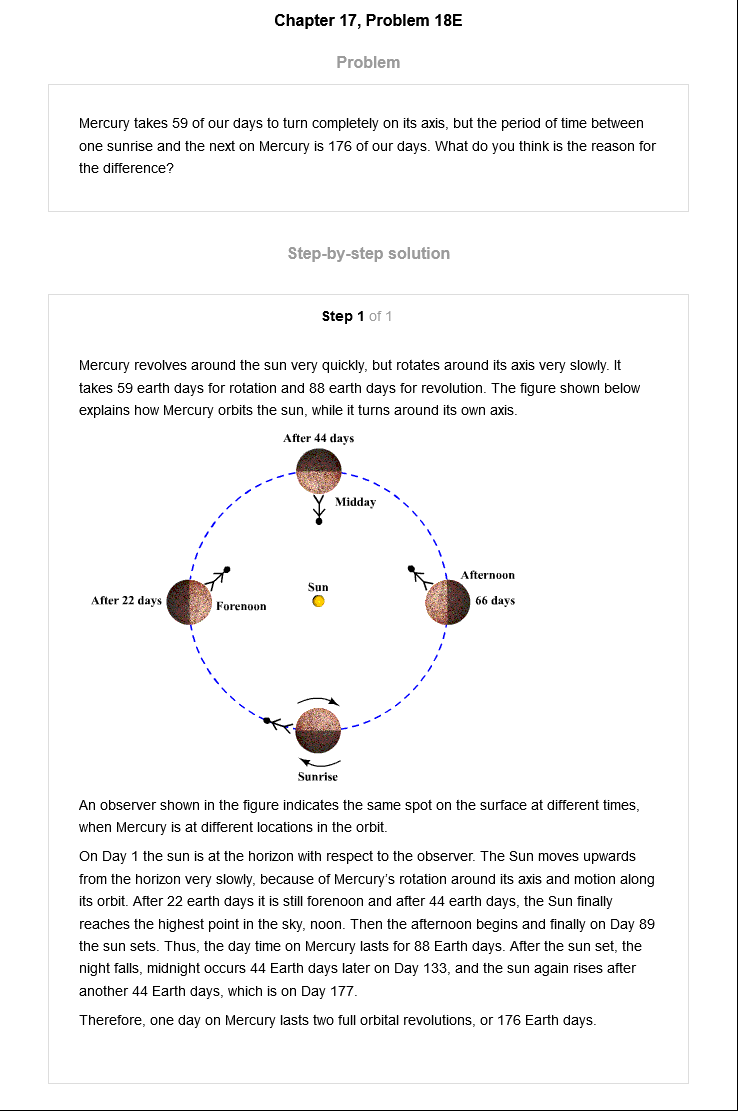 Chapter 17, Problem 18E
Problem
Mercury takes 59 of our days to turn completely on its axis, but the period of time between
one sunrise and the next on Mercury is 176 of our days. What do you think is the reason for
the difference?
Step-by-step solution
Step 1 of 1
Mercury revolves around the sun very quickly, but rotates around its axis very slowly. It
takes 59 earth days for rotation and 88 earth days for revolution. The figure shown below
explains how Mercury orbits the sun, while it turns around its own axis.
After 44 days
Midday
Afternoon
Sun
After 22 days
Forenoon
66 days
Sunrise
An observer shown in the figure indicates the same spot on the surface at different times,
when Mercury is at different locations in the orbit.
On Day 1 the sun is at the horizon with respect to the observer. The Sun moves upwards
from the horizon very slowly, because of Mercury’s rotation around its axis and motion along
its orbit. After 22 earth days it is still forenoon and after 44 earth days, the Sun finally
reaches the highest point in the sky, noon. Then the afternoon begins and finally on Day 89
the sun sets. Thus, the day time on Mercury lasts for 88 Earth days. After the sun set, the
night falls, midnight occurs 44 Earth days later on Day 133, and the sun again rises after
another 44 Earth days, which is on Day 177.
Therefore, one day on Mercury lasts two full orbital revolutions, or 176 Earth days.